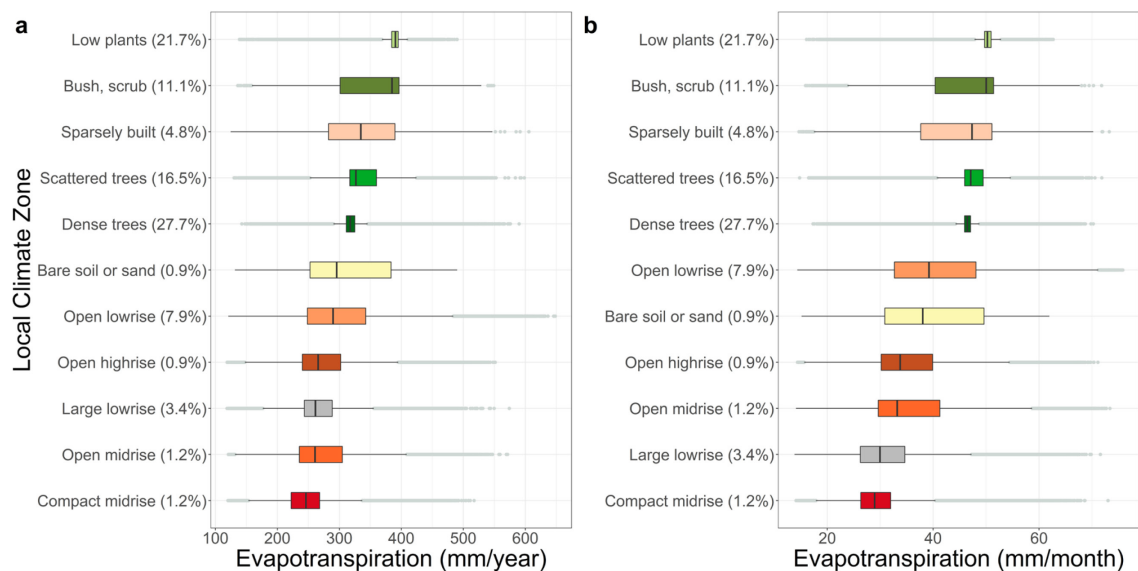 a
Local Climate Zone
Low plants (21.7%)
Bush, scrub (11.1%)
Sparsely built (4.8%)
Scattered trees (16.5%)
Dense trees (27.7%)
Bare soil or sand (0.9%)
Open lowrise (7.9%)
Open highrise (0.9%)
Large lowrise (3.4%)
Open midrise (1.2%)
Compact midrise (1.2%)
100 200 300 400 500 600
Evapotranspiration (mm/year)
b
Low plants (21.7%)
Bush, scrub (11.1%)
Sparsely built (4.8%)
Scattered trees (16.5%)
Dense trees (27.7%)
Open lowrise (7.9%)
Bare soil or sand (0.9%)
Open highrise (0.9%)
Open midrise (1.2%)
Large lowrise (3.4%)
Compact midrise (1.2%)
20 40 60
Evapotranspiration (mm/month)